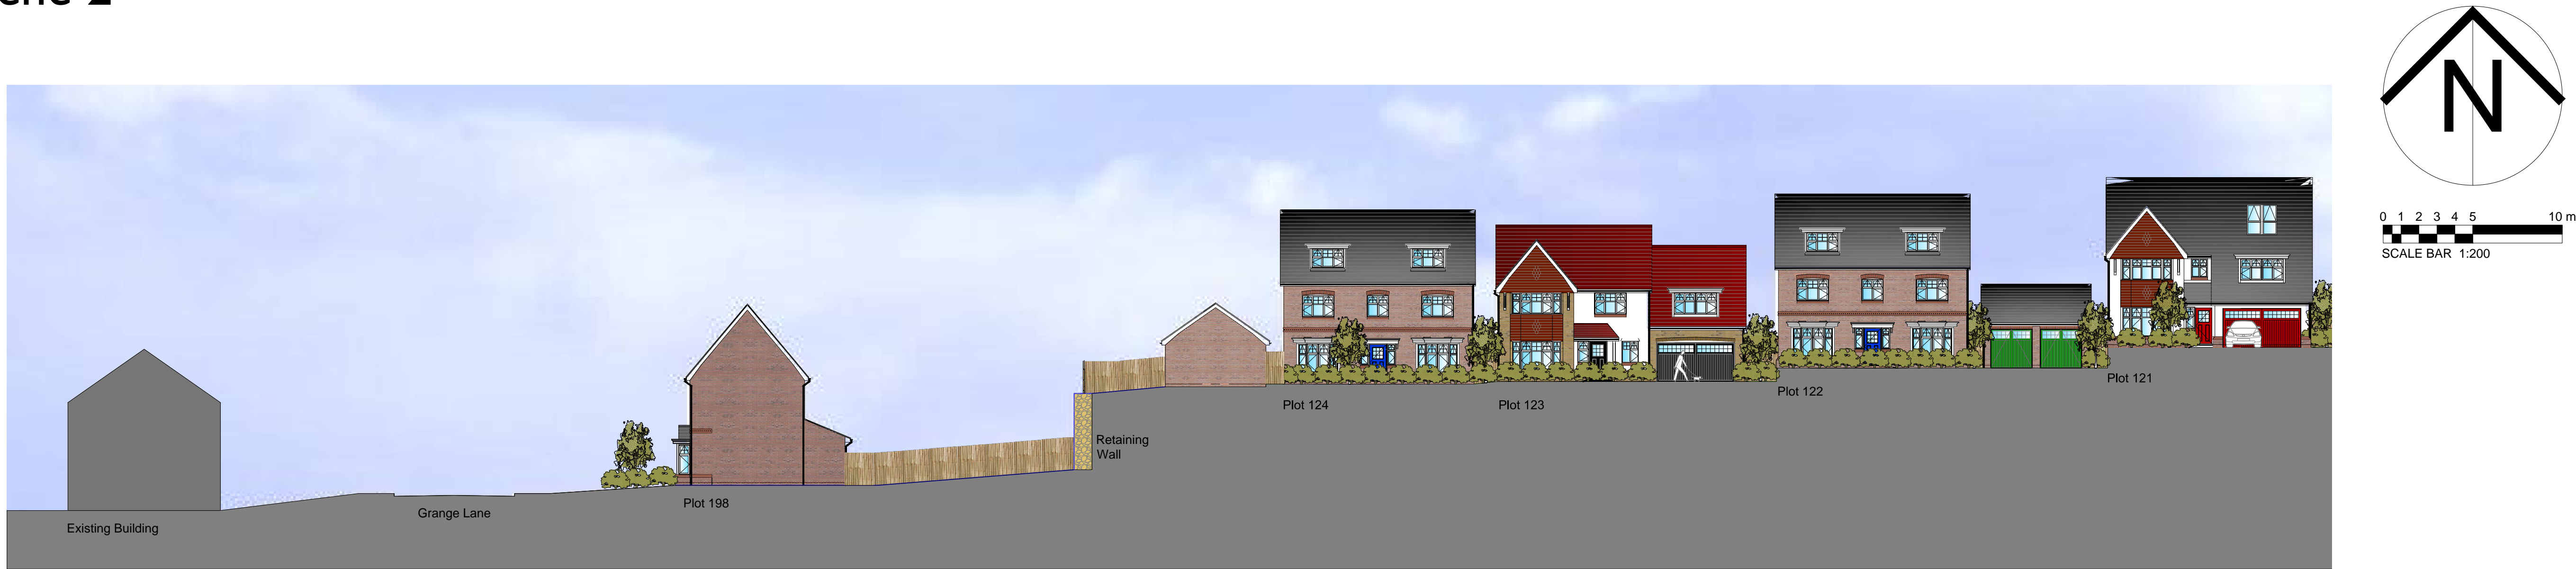 N
0 1 2 3 4 5 10 m
SCALE BAR 1:200
Plot 121
Plot 122
Plot 124
Plot 123
Retaining
Wall
Plot 198
Grange Lane
Existing Building